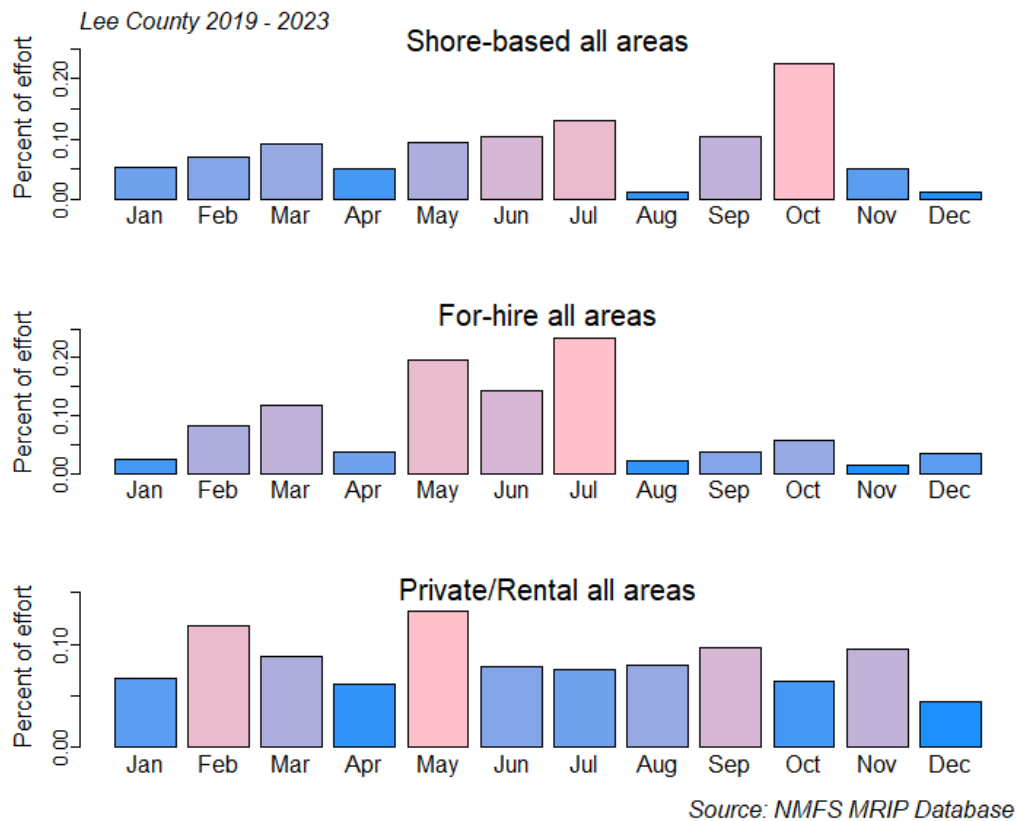 Lee County 2019 - 2023
Shore-based all areas
Percent of effort
0.20
0.10
0.00
Jan Feb Mar Apr May Jun Jul Aug Sep Oct Nov Dec
For-hire all areas
Percent of effort
0.20
0.10
0.00
Jan Feb Mar Apr May Jun Jul Aug Sep Oct Nov Dec
Private/Rental all areas
Percent of effort
0.10
0.00
Jan Feb Mar Apr May Jun Jul Aug Sep Oct Nov Dec
Source: NMFS MRIP Database